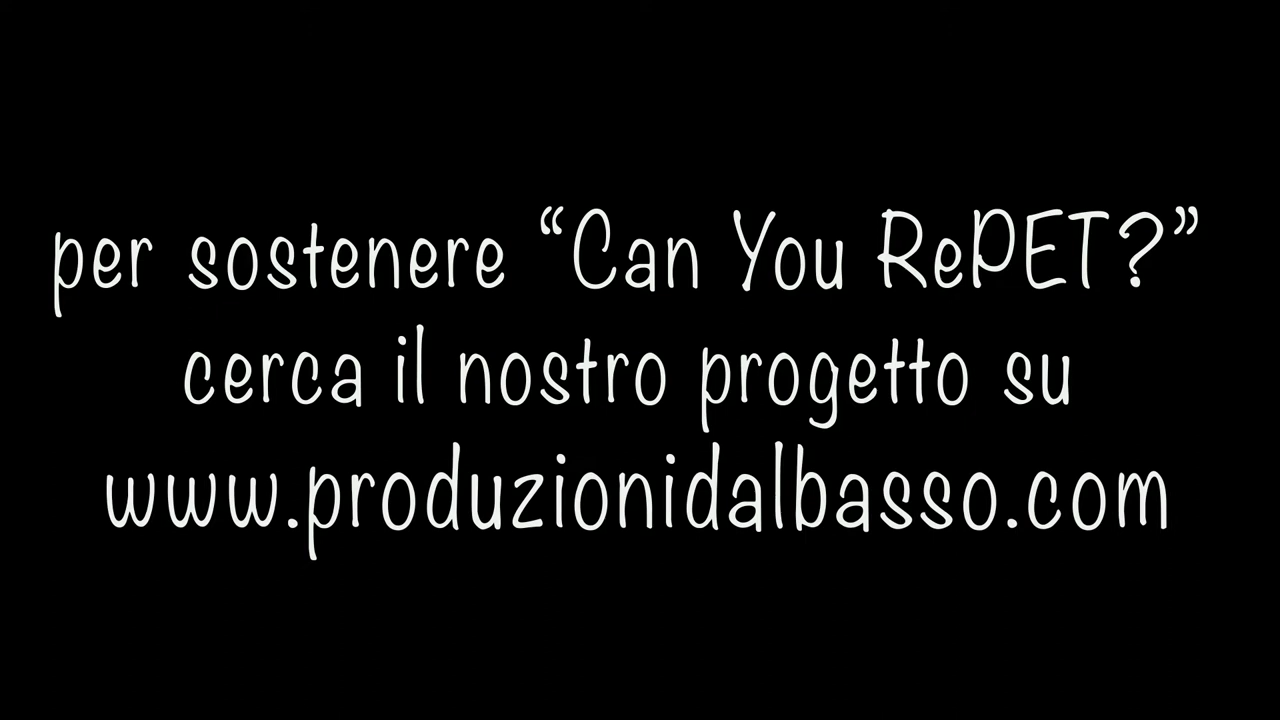 per sostenere “Can You RePET?”
cerca il nostro progetto su
www.produzionidalbasso.com